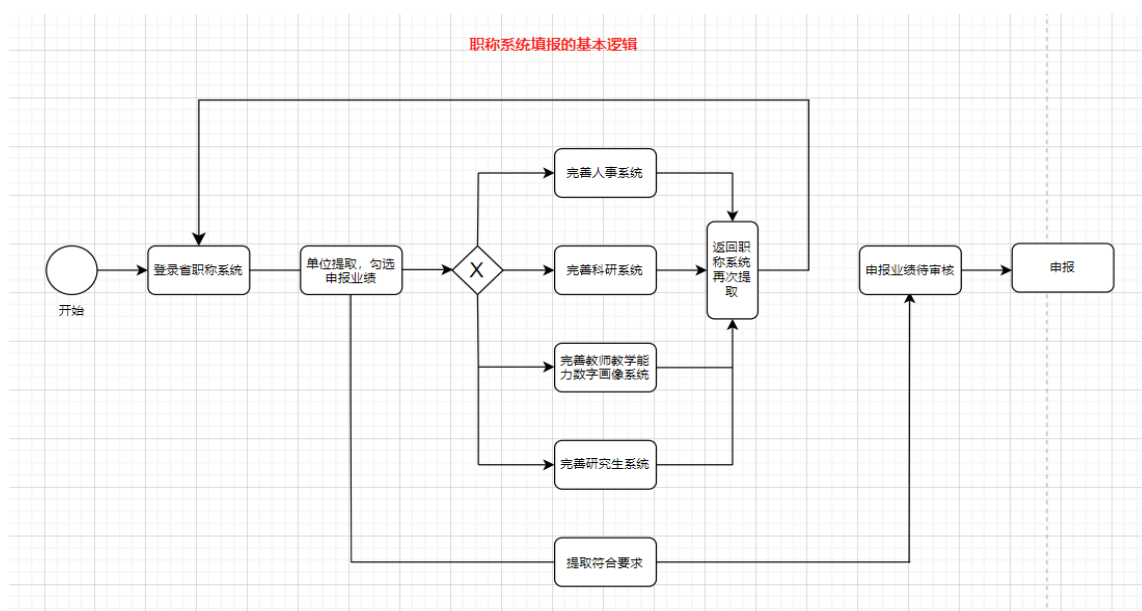 职称系统填报的基本逻辑
开始
登录省职称系统
单位提取，勾选
申报业绩
X
完善人事系统
完善科研系统
完善教师教学能
力数字画像系统
完善研究生系统
提取符合要求
返回职
称系统
再次提
取
申报业绩待审核
申报